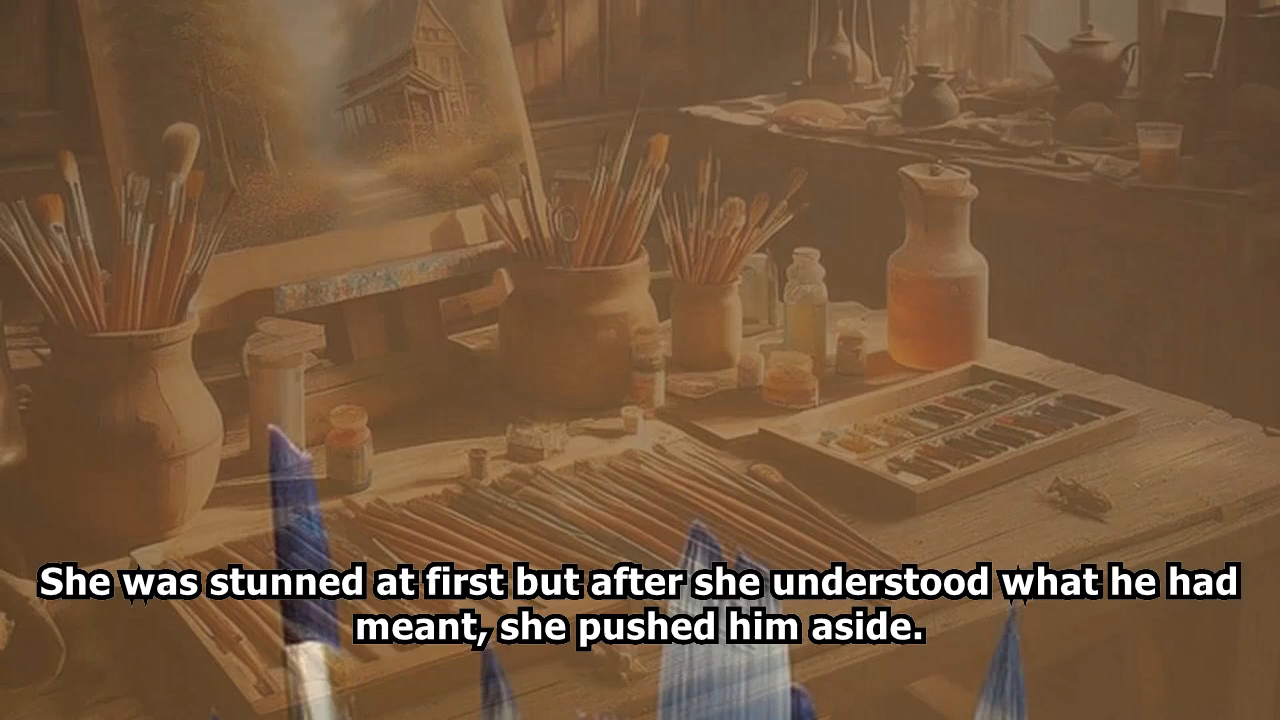 She was stunned at first but after she understood what he had
meant, she pushed him aside.